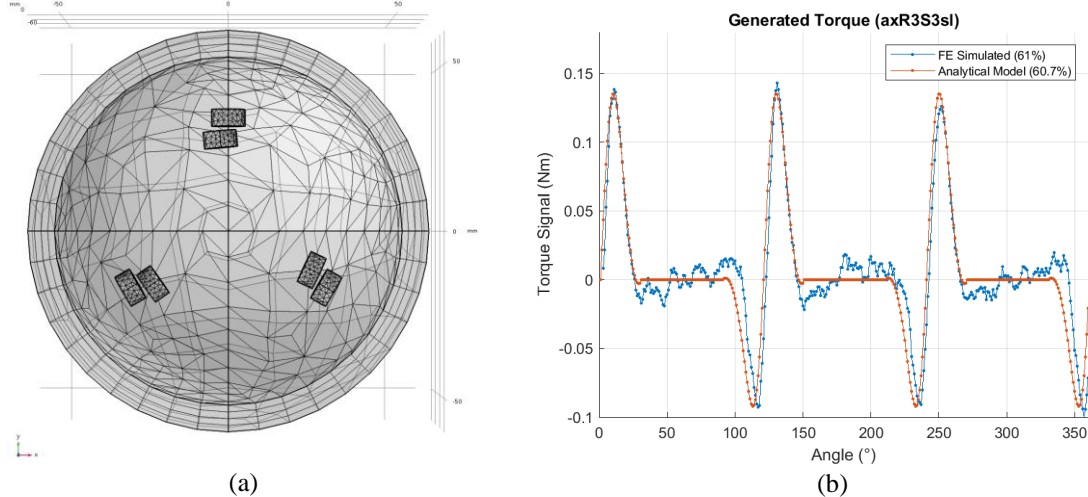 mm
-50
0
50
-60
50
0
mm
-50
y
x
(a)
Generated Torque (axR3S3sl)
FE Simulated (61%)
Analytical Model (60.7%)
Torque Signal (Nm)
0.15
0.1
0.05
0
-0.05
-0.1
0
50
100
150
200
250
300
350
Angle (°)
(b)